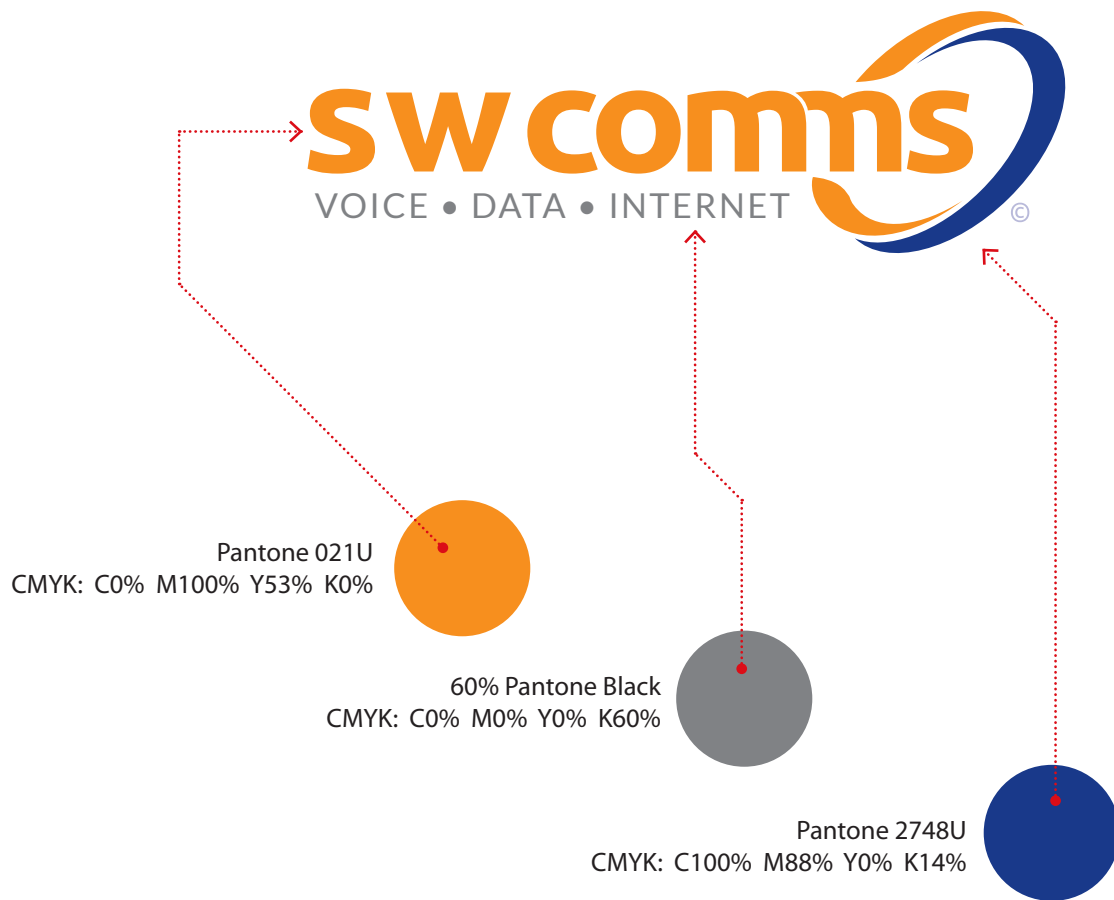 sw comms
VOICE • DATA • INTERNET
©
Pantone 021U
CMYK: C0% M100% Y53% K0%
60% Pantone Black
CMYK: C0% M0% Y0% K60%
Pantone 2748U
CMYK: C100% M88% Y0% K14%